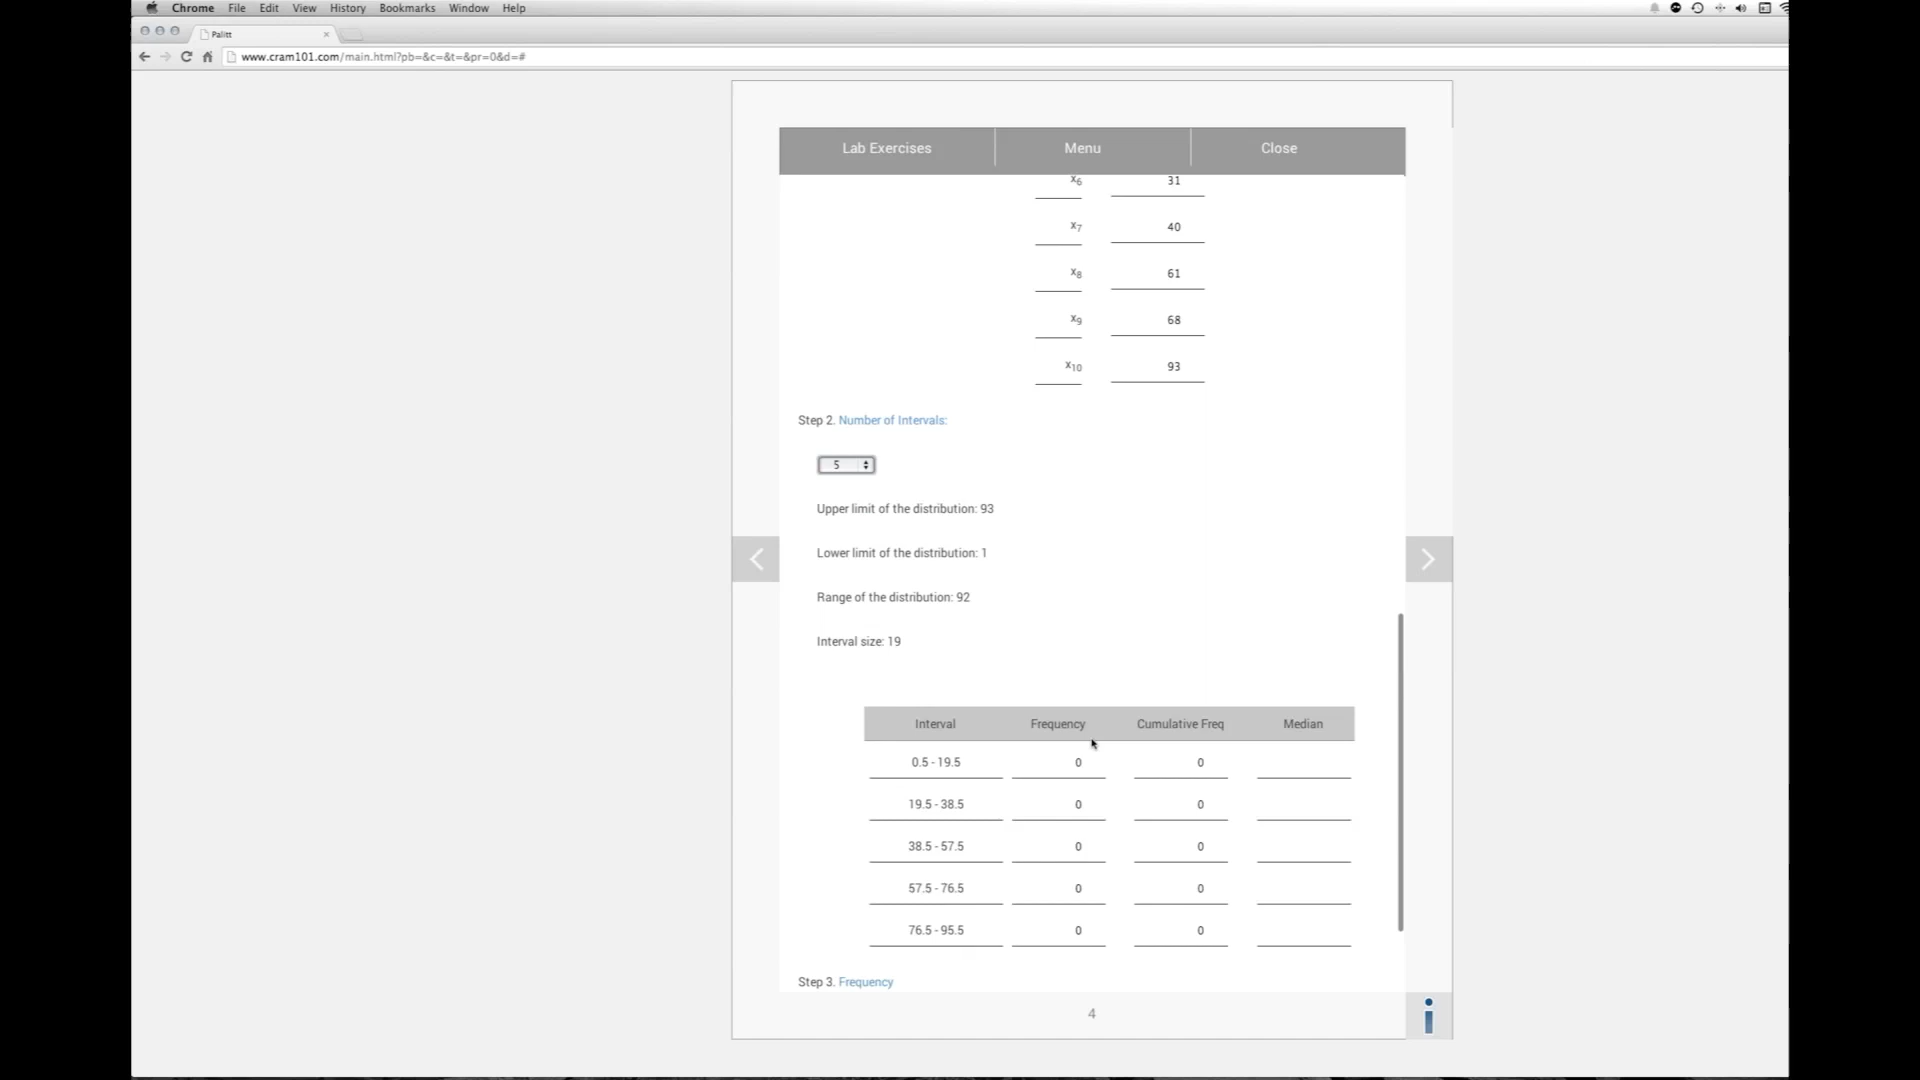 Chrome File Edit View History Bookmarks Window Help
Palitt
www.cram101.com/main.html?pb=&c=&t=&pr=0&d=#
Lab Exercises Menu Close
x6 31
x7 40
x8 61
x9 68
x10 93
Step 2. Number of Intervals:
5
Upper limit of the distribution: 93
Lower limit of the distribution: 1
Range of the distribution: 92
Interval size: 19
Interval Frequency Cumulative Freq Median
0.5 - 19.5 0 0
19.5 - 38.5 0 0
38.5 - 57.5 0 0
57.5 - 76.5 0 0
76.5 - 95.5 0 0
Step 3. Frequency
4